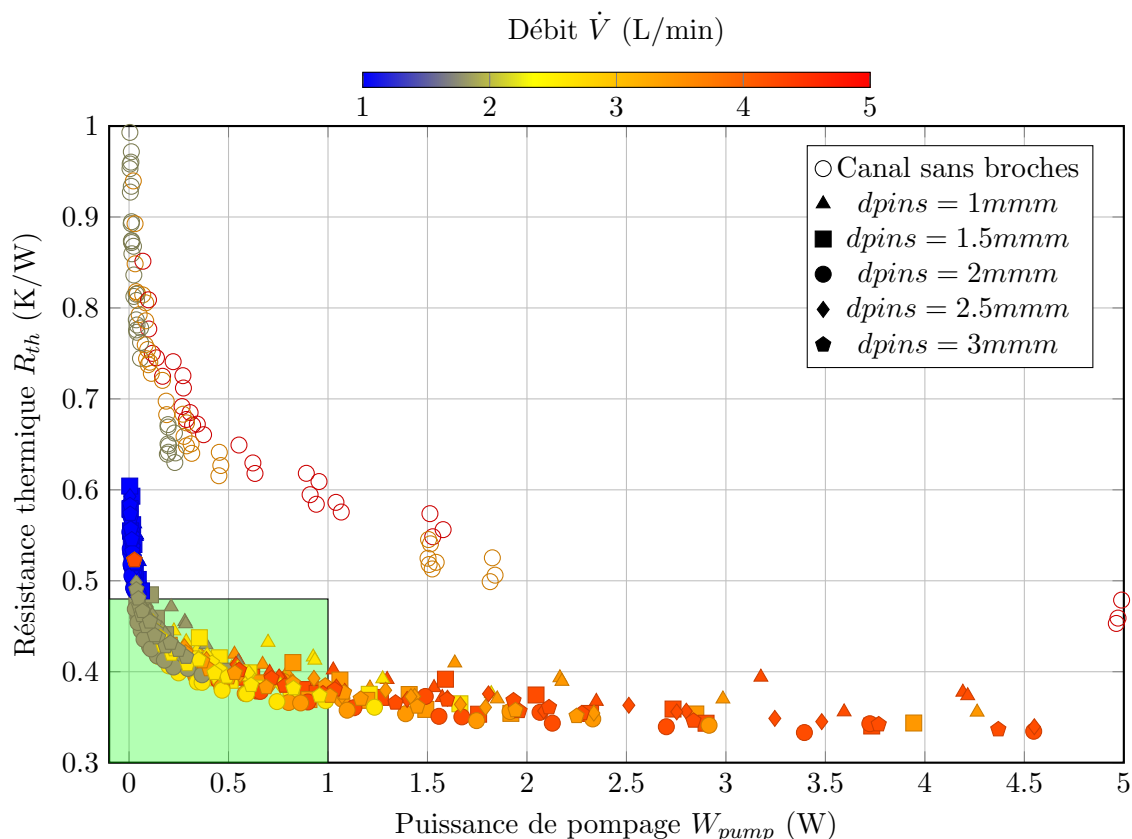 Débit V̇ (L/min)
1 2 3 4 5
Résistance thermique R_th (K/W)
1
0.9
0.8
0.7
0.6
0.5
0.4
0.3
Canal sans broches
dpins = 1mmm
dpins = 1.5mmm
dpins = 2mmm
dpins = 2.5mmm
dpins = 3mmm
0 0.5 1 1.5 2 2.5 3 3.5 4 4.5 5
Puissance de pompage W_pump (W)